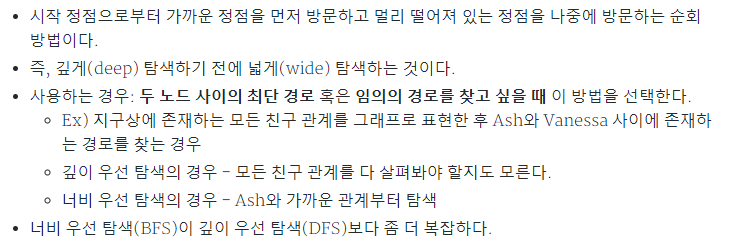 시작 정점으로부터 가까운 정점을 먼저 방문하고 멀리 떨어져 있는 정점을 나중에 방문하는 순회
방법이다.
즉, 깊게(deep) 탐색하기 전에 넓게(wide) 탐색하는 것이다.
사용하는 경우: 두 노드 사이의 최단 경로 혹은 임의의 경로를 찾고 싶을 때 이 방법을 선택한다.
Ex) 지구상에 존재하는 모든 친구 관계를 그래프로 표현한 후 Ash와 Vanessa 사이에 존재하
는 경로를 찾는 경우
깊이 우선 탐색의 경우 - 모든 친구 관계를 다 살펴봐야 할지도 모른다.
너비 우선 탐색의 경우 - Ash와 가까운 관계부터 탐색
너비 우선 탐색(BFS)이 깊이 우선 탐색(DFS)보다 좀 더 복잡하다.